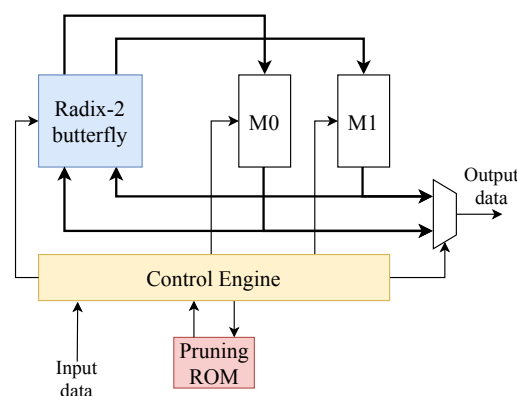 Radix-2
butterfly
M0
M1
Output
data
Control Engine
Input
data
Pruning
ROM